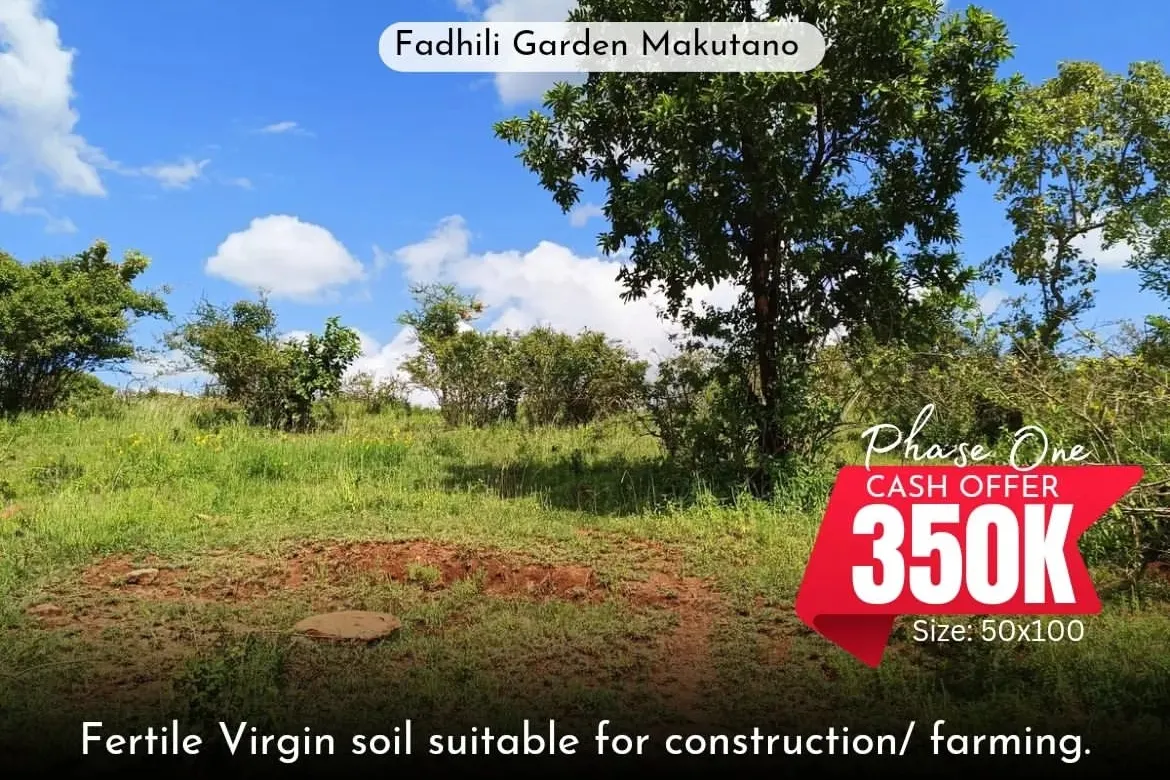 Fadhili Garden Makutano
Phase One
CASH OFFER
350K
Size: 50x100
Fertile Virgin soil suitable for construction/ farming.